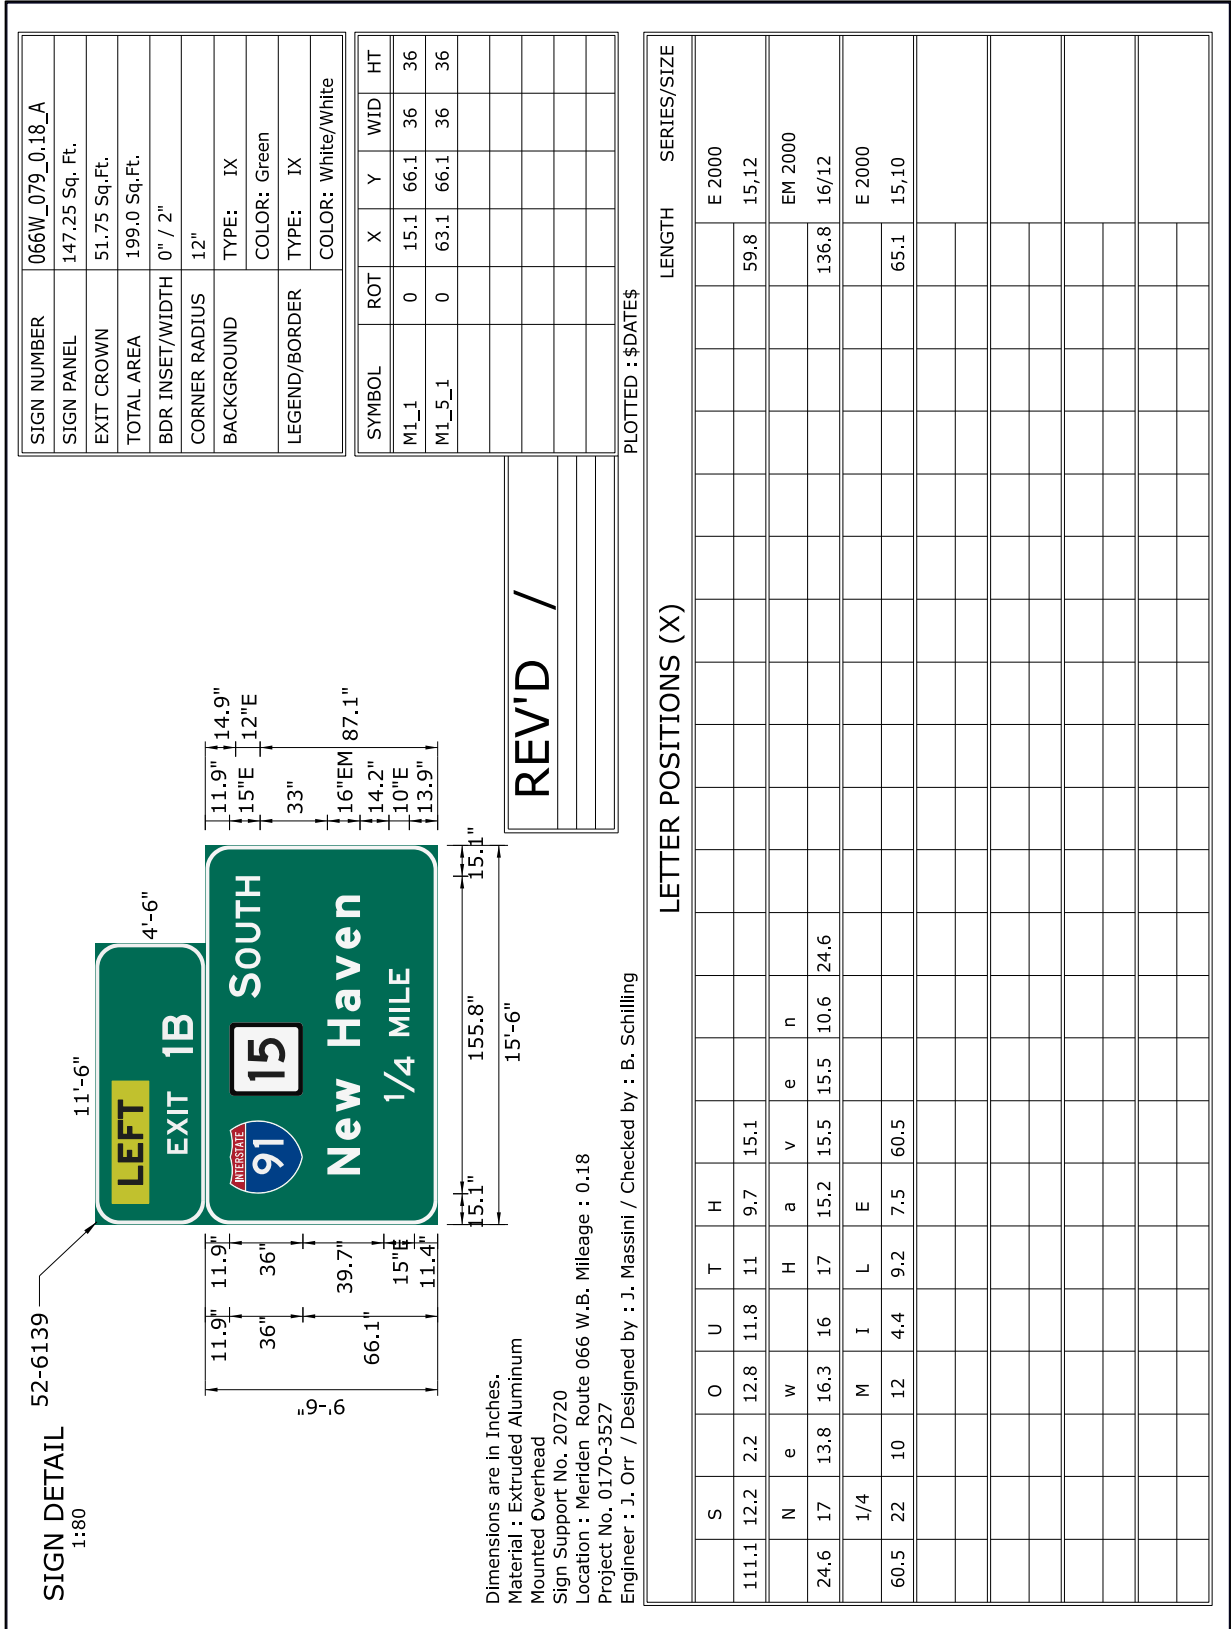 SIGN DETAIL
1:80
52-6139
11'-6"
4'-6"
LEFT
EXIT 1B
INTERSTATE
91
15
SOUTH
New Haven
1/4 MILE
11.9"
36"
66.1"
9'-6"
11.9"
36"
39.7"
15"E
11.4"
11.9"
15"E
33"
16"EM
14.2"
10"E
13.9"
14.9"
12"E
87.1"
15.1"
155.8"
15.1"
15'-6"
Dimensions are in Inches.
Material : Extruded Aluminum
Mounted :Overhead
Sign Support No. 20720
Location : Meriden Route 066 W.B. Mileage : 0.18
Project No. 0170-3527
Engineer : J. Orr / Designed by : J. Massini / Checked by : B. Schilling
REV'D /
SIGN NUMBER 066W_079_0.18_A
SIGN PANEL 147.25 Sq. Ft.
EXIT CROWN 51.75 Sq.Ft.
TOTAL AREA 199.0 Sq.Ft.
BDR INSET/WIDTH 0" / 2"
CORNER RADIUS 12"
BACKGROUND TYPE: IX
COLOR: Green
LEGEND/BORDER TYPE: IX
COLOR: White/White
SYMBOL ROT X Y WID HT
M1_1 0 15.1 66.1 36 36
M1_5_1 0 63.1 66.1 36 36
PLOTTED : $DATE$
LETTER POSITIONS (X) LENGTH SERIES/SIZE
S O U T H E 2000
111.1 12.2 2.2 12.8 11.8 11 9.7 15.1 59.8 15,12
N e w H a v e n EM 2000
24.6 17 13.8 16.3 16 17 15.2 15.5 15.5 10.6 24.6 136.8 16/12
1/4 M I L E E 2000
60.5 22 10 12 4.4 9.2 7.5 60.5 65.1 15,10